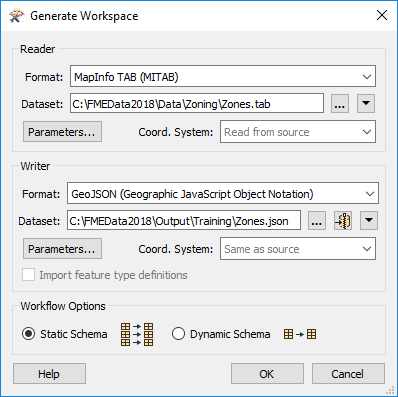 Generate Workspace
Reader
Format: MapInfo TAB (MITAB)
Dataset: C:\FMEData2018\Data\Zoning\Zones.tab ...
Parameters... Coord. System: Read from source
Writer
Format: GeoJSON (Geographic JavaScript Object Notation)
Dataset: C:\FMEData2018\Output\Training\Zones.json ...
Parameters... Coord. System: Same as source
Import feature type definitions
Workflow Options
Static Schema Dynamic Schema
Help OK Cancel